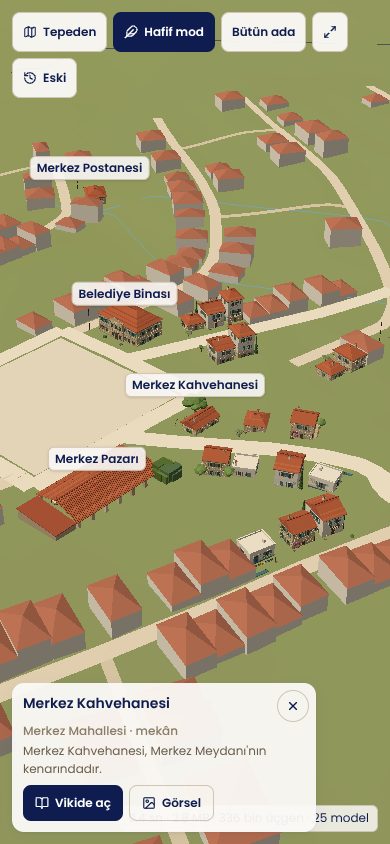 Tepeden
Hafif mod
Bütün ada
Eski
Merkez Postanesi
Belediye Binası
Merkez Kahvehanesi
Merkez Pazarı
Merkez Kahvehanesi
Merkez Mahallesi · mekân
Merkez Kahvehanesi, Merkez Meydanı'nın
kenarındadır.
Vikide aç
Görsel
336 bin üçgen
25 model